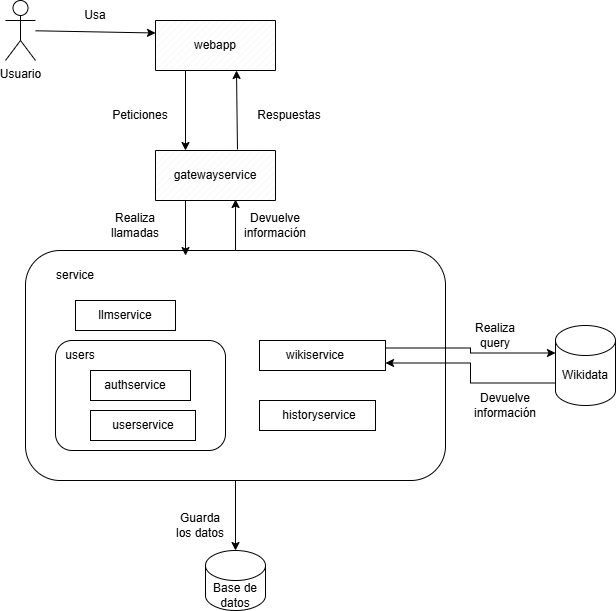 Usa
webapp
Usuario
Peticiones
Respuestas
gatewayservice
Realiza
llamadas
Devuelve
información
service
llmservice
users
authservice
userservice
wikiservice
historyservice
Realiza
query
Wikidata
Devuelve
información
Guarda
los datos
Base de
datos